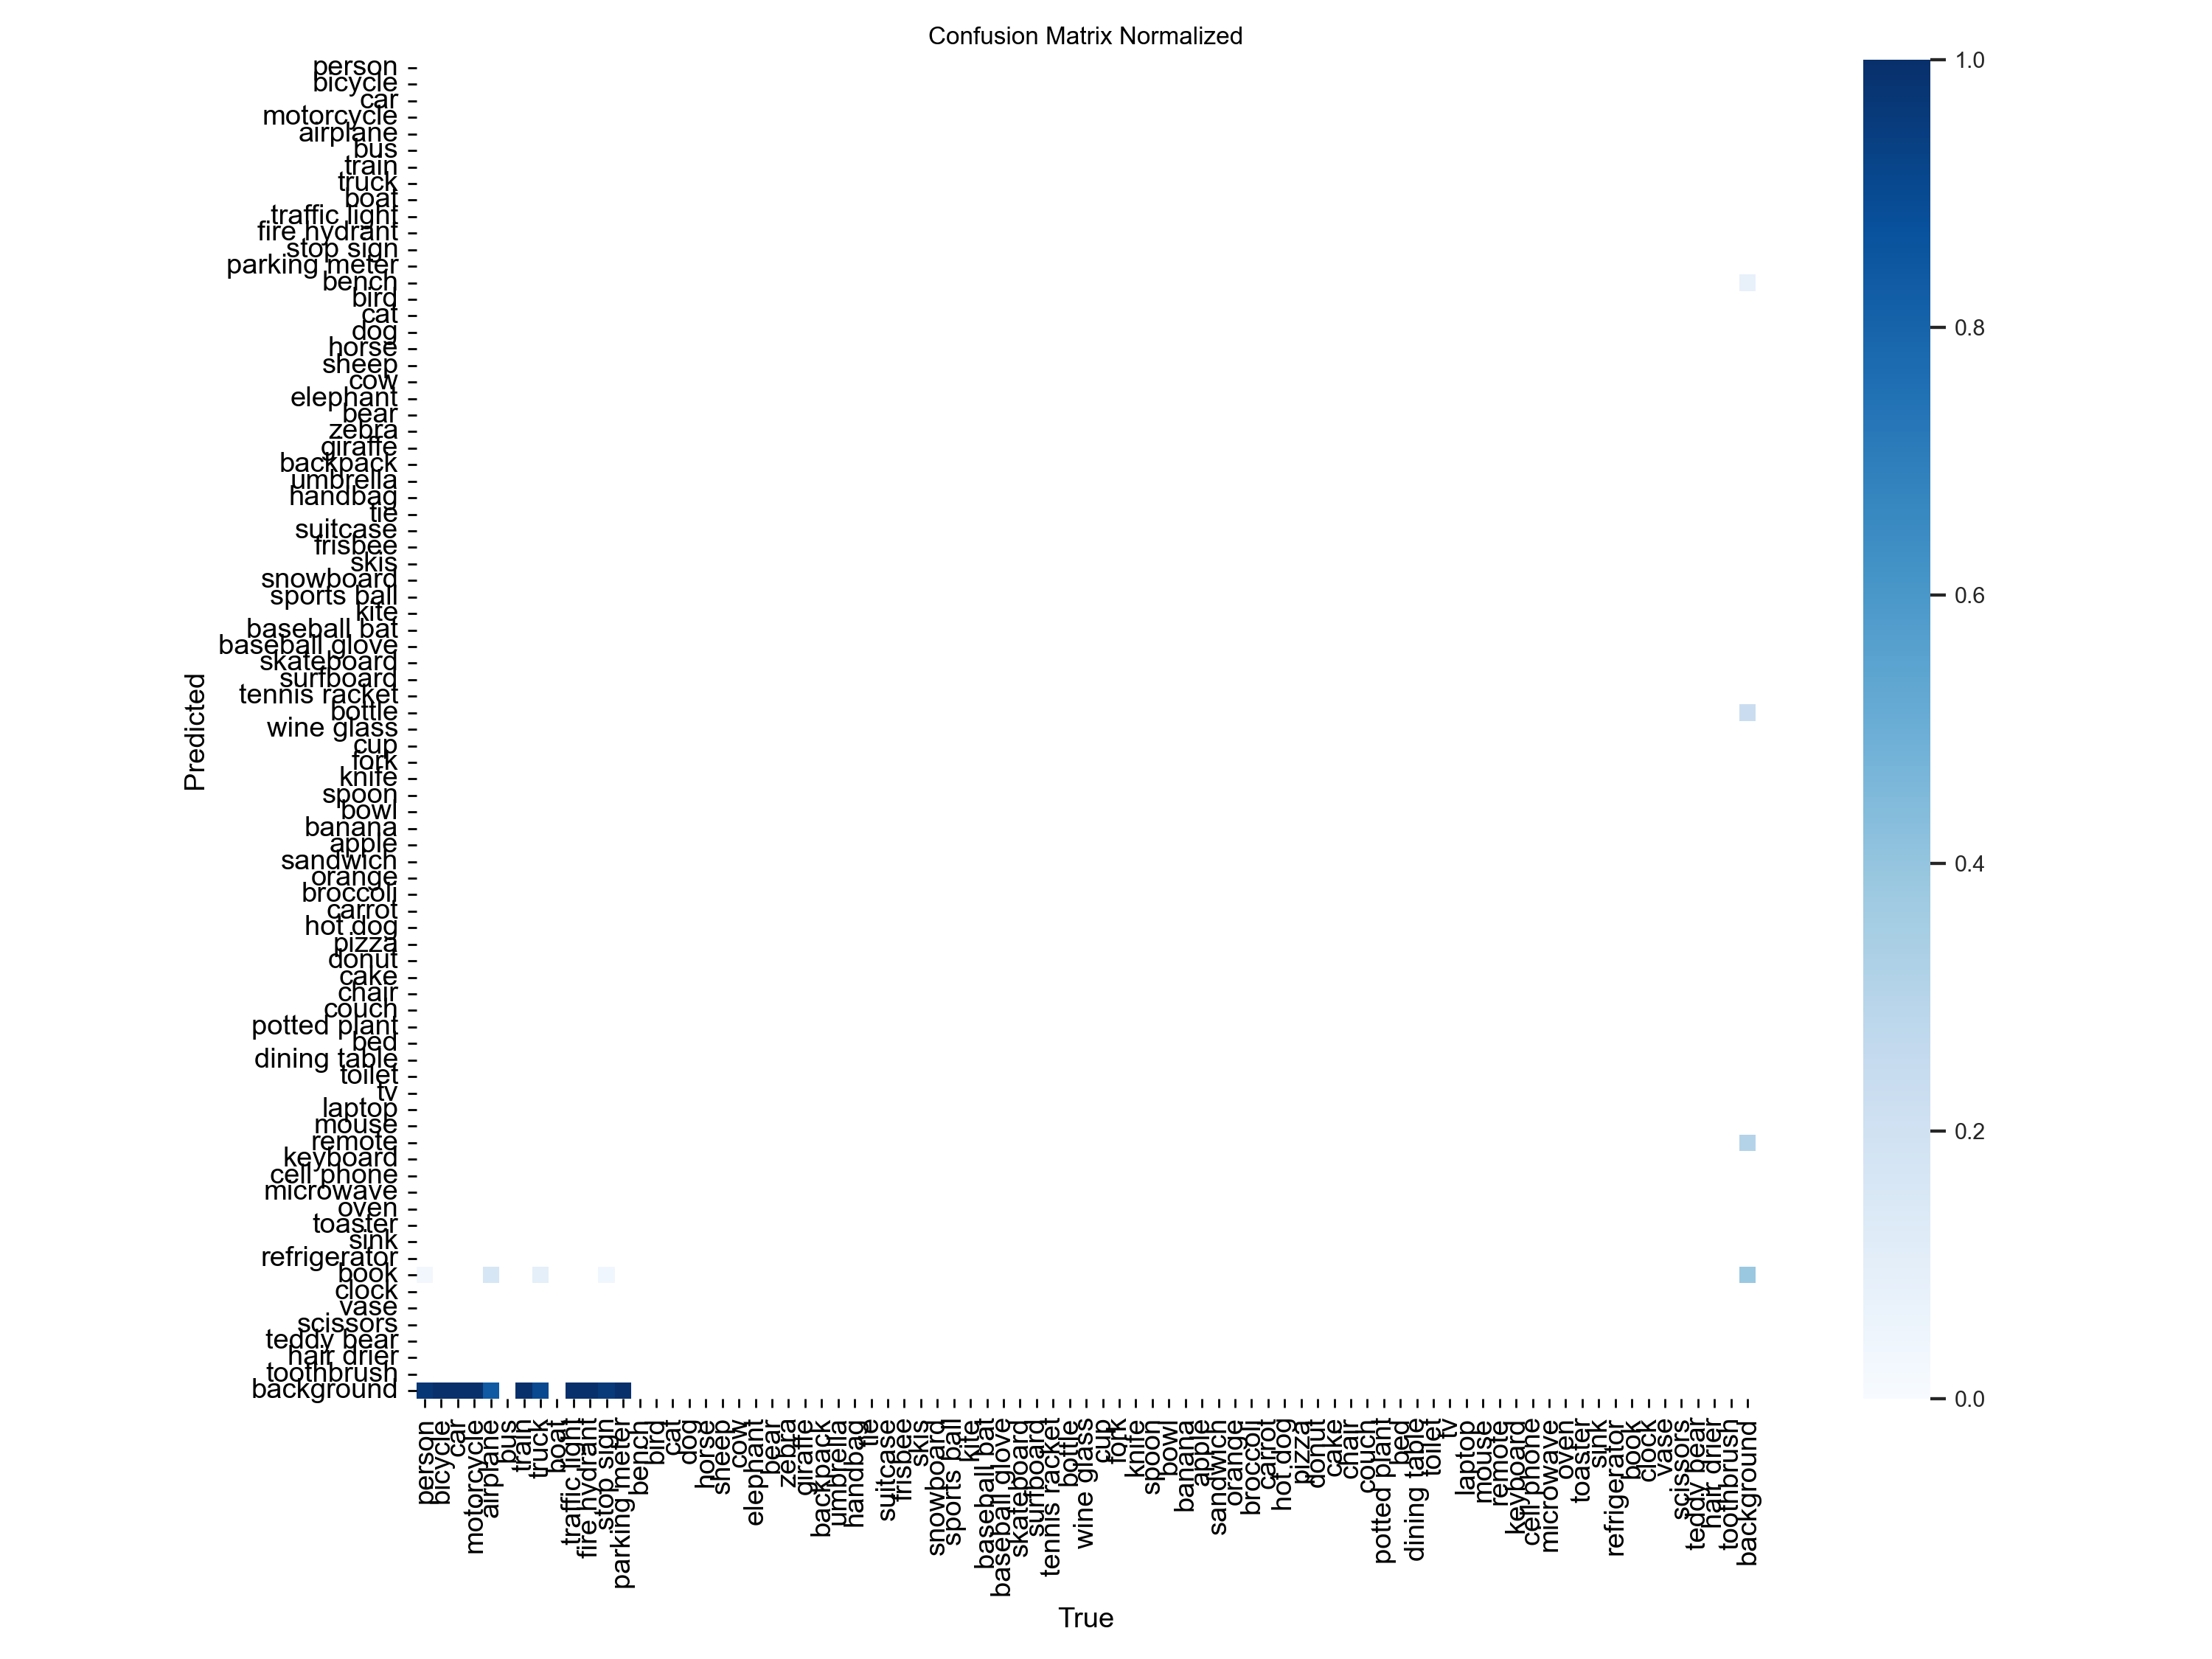 Confusion Matrix Normalized
person
bicycle
car
motorcycle
airplane
bus
train
truck
boat
traffic light
fire hydrant
stop sign
parking meter
bench
bird
cat
dog
horse
sheep
cow
elephant
bear
zebra
giraffe
backpack
umbrella
handbag
tie
suitcase
frisbee
skis
snowboard
sports ball
kite
baseball bat
baseball glove
skateboard
surfboard
tennis racket
bottle
wine glass
cup
fork
knife
spoon
bowl
banana
apple
sandwich
orange
broccoli
carrot
hot dog
pizza
donut
cake
chair
couch
potted plant
bed
dining table
toilet
tv
laptop
mouse
remote
keyboard
cell phone
microwave
oven
toaster
sink
refrigerator
book
clock
vase
scissors
teddy bear
hair drier
toothbrush
background
Predicted
person
bicycle
car
motorcycle
airplane
bus
train
truck
boat
traffic light
fire hydrant
stop sign
parking meter
bench
bird
cat
dog
horse
sheep
cow
elephant
bear
zebra
giraffe
backpack
umbrella
handbag
tie
suitcase
frisbee
skis
snowboard
sports ball
kite
baseball bat
baseball glove
skateboard
surfboard
tennis racket
bottle
wine glass
cup
fork
knife
spoon
bowl
banana
apple
sandwich
orange
broccoli
carrot
hot dog
pizza
donut
cake
chair
couch
potted plant
bed
dining table
toilet
tv
laptop
mouse
remote
keyboard
cell phone
microwave
oven
toaster
sink
refrigerator
book
clock
vase
scissors
teddy bear
hair drier
toothbrush
background
True
1.0
0.8
0.6
0.4
0.2
0.0